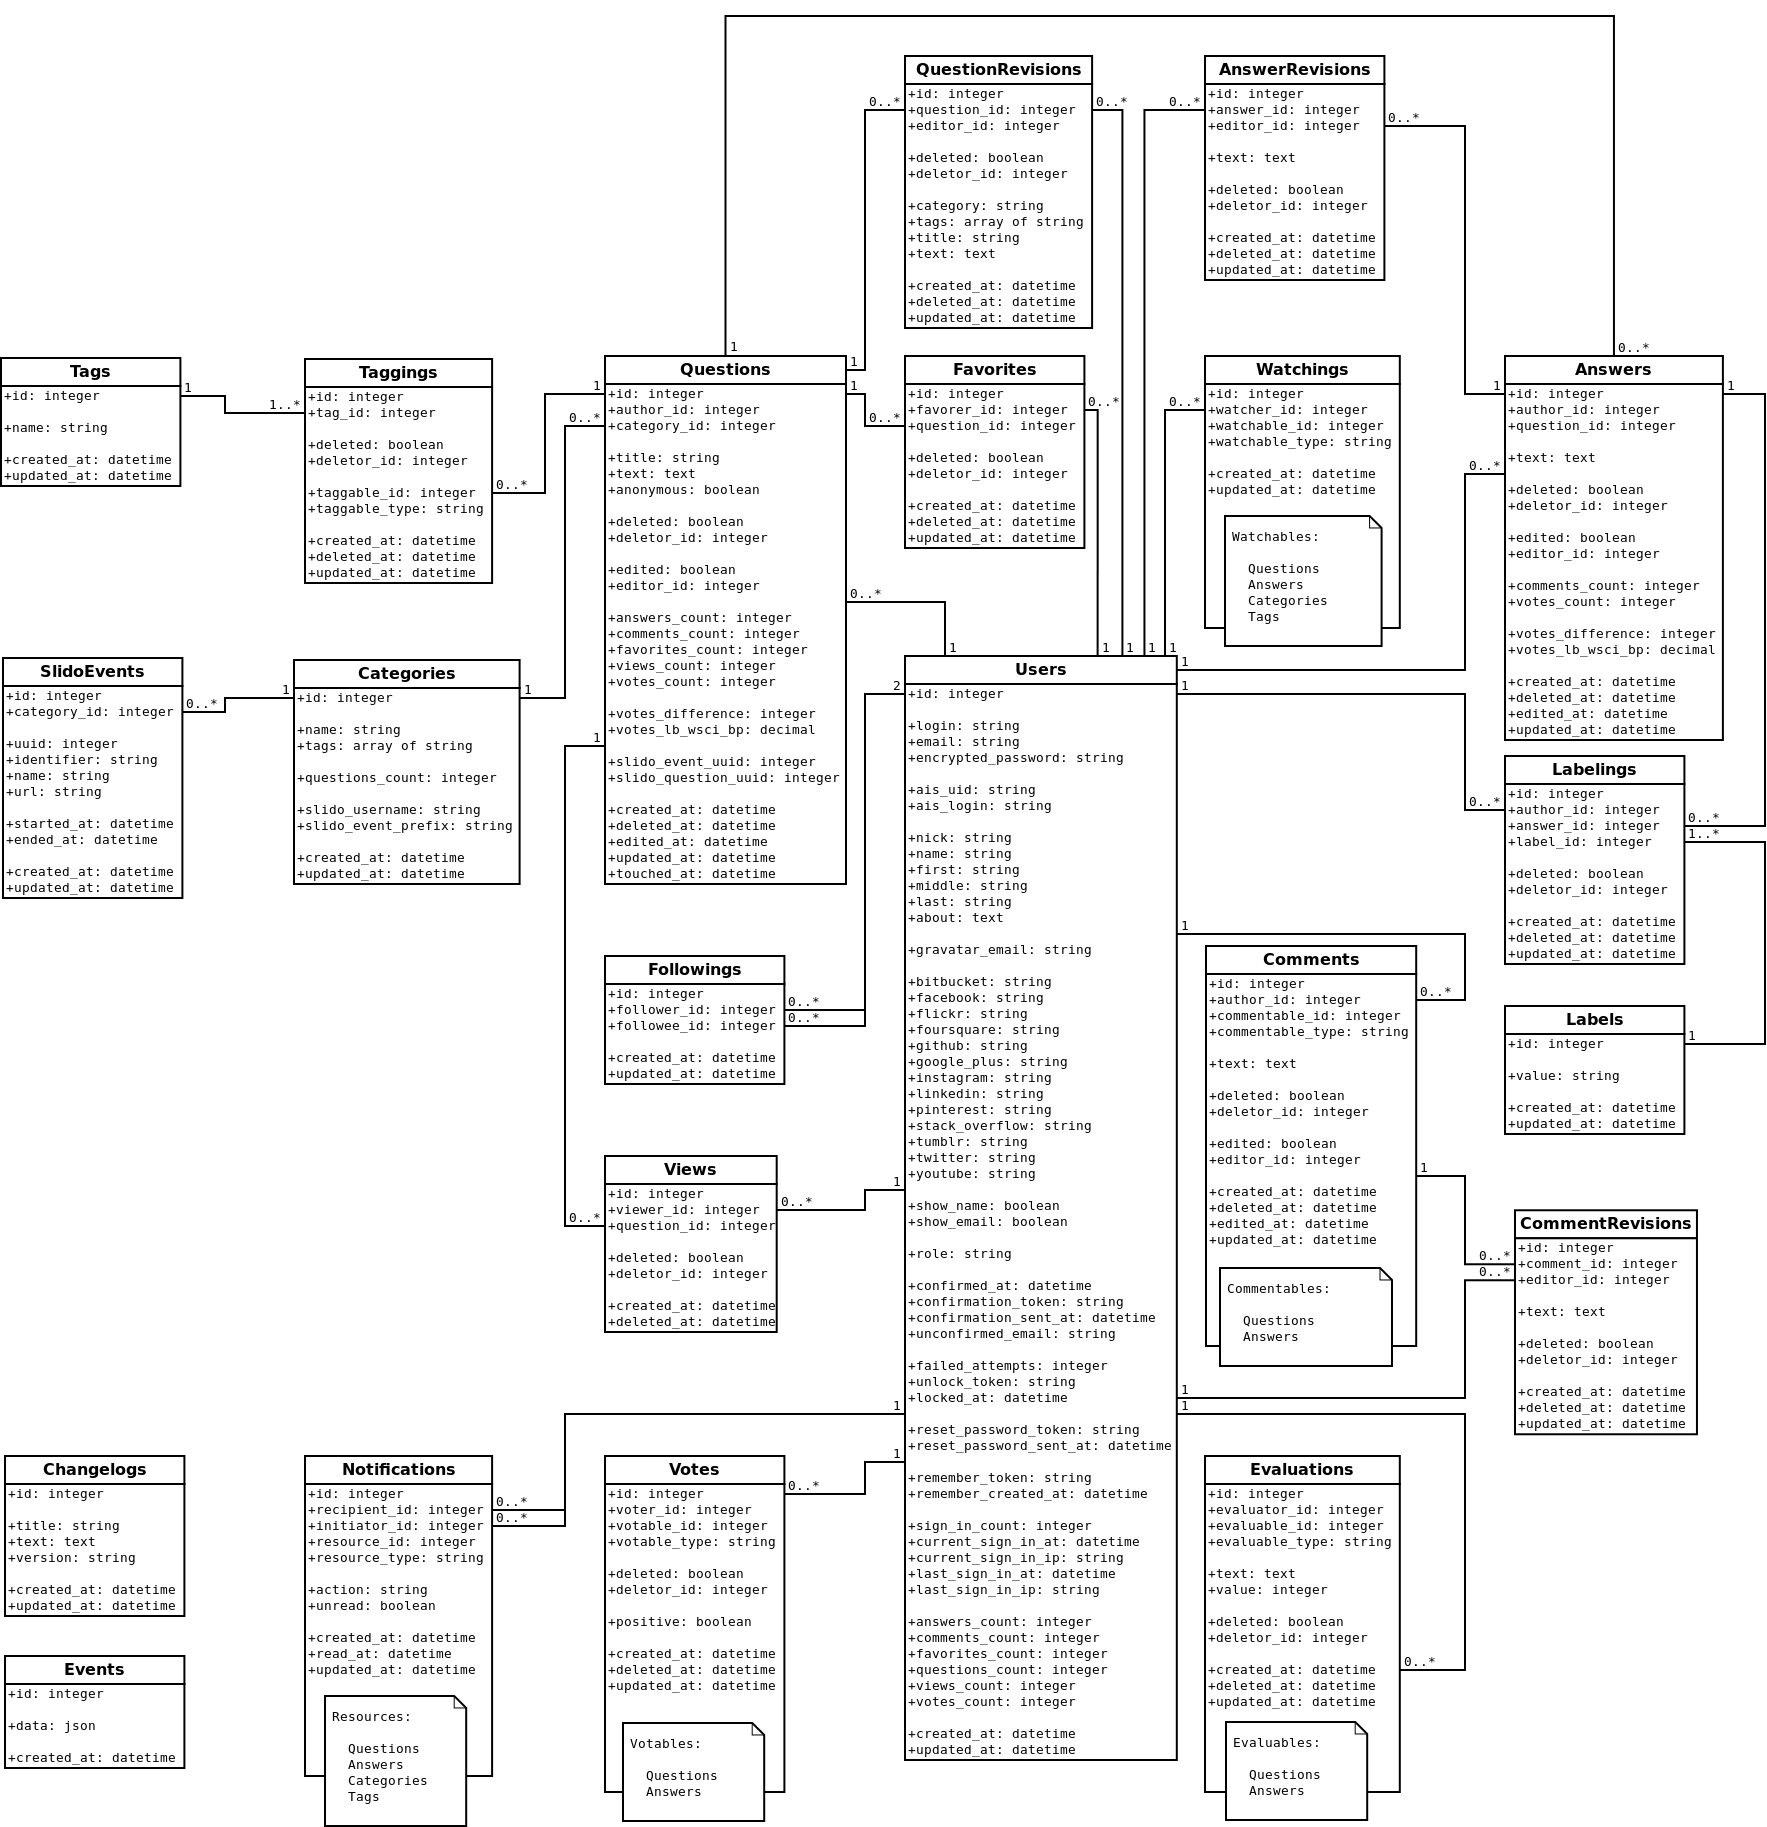 QuestionRevisions
+id: integer
+question_id: integer
+editor_id: integer
+deleted: boolean
+deletor_id: integer
+category: string
+tags: array of string
+title: string
+text: text
+created_at: datetime
+deleted_at: datetime
+updated_at: datetime
0..*
0..*
AnswerRevisions
+id: integer
+answer_id: integer
+editor_id: integer
+text: text
+deleted: boolean
+deletor_id: integer
+created_at: datetime
+deleted_at: datetime
+updated_at: datetime
0..*
0..*
Tags
+id: integer
+name: string
+created_at: datetime
+updated_at: datetime
1
1..*
Taggings
+id: integer
+tag_id: integer
+deleted: boolean
+deletor_id: integer
+taggable_id: integer
+taggable_type: string
+created_at: datetime
+deleted_at: datetime
+updated_at: datetime
0..*
1
0..*
1
Questions
+id: integer
+author_id: integer
+category_id: integer
+title: string
+text: text
+anonymous: boolean
+deleted: boolean
+deletor_id: integer
+edited: boolean
+editor_id: integer
+answers_count: integer
+comments_count: integer
+favorites_count: integer
+views_count: integer
+votes_count: integer
+votes_difference: integer
+votes_lb_wsci_bp: decimal
+slido_event_uuid: integer
+slido_question_uuid: integer
+created_at: datetime
+deleted_at: datetime
+edited_at: datetime
+updated_at: datetime
+touched_at: datetime
1
1
0..*
1
0..*
Favorites
+id: integer
+favorer_id: integer
+question_id: integer
+deleted: boolean
+deletor_id: integer
+created_at: datetime
+deleted_at: datetime
+updated_at: datetime
0..*
0..*
Watchings
+id: integer
+watcher_id: integer
+watchable_id: integer
+watchable_type: string
+created_at: datetime
+updated_at: datetime
Watchables:
Questions
Answers
Categories
Tags
0..*
1
0..*
1
Answers
+id: integer
+author_id: integer
+question_id: integer
+text: text
+deleted: boolean
+deletor_id: integer
+edited: boolean
+editor_id: integer
+comments_count: integer
+votes_count: integer
+votes_difference: integer
+votes_lb_wsci_bp: decimal
+created_at: datetime
+deleted_at: datetime
+edited_at: datetime
+updated_at: datetime
0..*
SlidoEvents
+id: integer
+category_id: integer
+uuid: integer
+identifier: string
+name: string
+url: string
+started_at: datetime
+ended_at: datetime
+created_at: datetime
+updated_at: datetime
0..*
1
Categories
+id: integer
+name: string
+tags: array of string
+questions_count: integer
+slido_username: string
+slido_event_prefix: string
+created_at: datetime
+updated_at: datetime
1
1
1
1
1
1
Users
+id: integer
+login: string
+email: string
+encrypted_password: string
+ais_uid: string
+ais_login: string
+nick: string
+name: string
+first: string
+middle: string
+last: string
+about: text
+gravatar_email: string
+bitbucket: string
+facebook: string
+flickr: string
+foursquare: string
+github: string
+google_plus: string
+instagram: string
+linkedin: string
+pinterest: string
+stack_overflow: string
+tumblr: string
+twitter: string
+youtube: string
+show_name: boolean
+show_email: boolean
+role: string
+confirmed_at: datetime
+confirmation_token: string
+confirmation_sent_at: datetime
+unconfirmed_email: string
+failed_attempts: integer
+unlock_token: string
+locked_at: datetime
+reset_password_token: string
+reset_password_sent_at: datetime
+remember_token: string
+remember_created_at: datetime
+sign_in_count: integer
+current_sign_in_at: datetime
+current_sign_in_ip: string
+last_sign_in_at: datetime
+last_sign_in_ip: string
+answers_count: integer
+comments_count: integer
+favorites_count: integer
+questions_count: integer
+views_count: integer
+votes_count: integer
+created_at: datetime
+updated_at: datetime
2
1
1
1
1
1
1
1
1
Labelings
+id: integer
+author_id: integer
+answer_id: integer
+label_id: integer
+deleted: boolean
+deletor_id: integer
+created_at: datetime
+deleted_at: datetime
+updated_at: datetime
0..*
0..*
1..*
Followings
+id: integer
+follower_id: integer
+followee_id: integer
+created_at: datetime
+updated_at: datetime
0..*
0..*
Comments
+id: integer
+author_id: integer
+commentable_id: integer
+commentable_type: string
+text: text
+deleted: boolean
+deletor_id: integer
+edited: boolean
+editor_id: integer
+created_at: datetime
+deleted_at: datetime
+edited_at: datetime
+updated_at: datetime
Commentables:
Questions
Answers
0..*
1
Labels
+id: integer
+value: string
+created_at: datetime
+updated_at: datetime
1
Views
+id: integer
+viewer_id: integer
+question_id: integer
+deleted: boolean
+deletor_id: integer
+created_at: datetime
+deleted_at: datetime
0..*
0..*
CommentRevisions
+id: integer
+comment_id: integer
+editor_id: integer
+text: text
+deleted: boolean
+deletor_id: integer
+created_at: datetime
+deleted_at: datetime
+updated_at: datetime
0..*
0..*
Changelogs
+id: integer
+title: string
+text: text
+version: string
+created_at: datetime
+updated_at: datetime
Notifications
+id: integer
+recipient_id: integer
+initiator_id: integer
+resource_id: integer
+resource_type: string
+action: string
+unread: boolean
+created_at: datetime
+read_at: datetime
+updated_at: datetime
Resources:
Questions
Answers
Categories
Tags
0..*
0..*
Votes
+id: integer
+voter_id: integer
+votable_id: integer
+votable_type: string
+deleted: boolean
+deletor_id: integer
+positive: boolean
+created_at: datetime
+deleted_at: datetime
+updated_at: datetime
Votables:
Questions
Answers
0..*
Evaluations
+id: integer
+evaluator_id: integer
+evaluable_id: integer
+evaluable_type: string
+text: text
+value: integer
+deleted: boolean
+deletor_id: integer
+created_at: datetime
+deleted_at: datetime
+updated_at: datetime
Evaluables:
Questions
Answers
0..*
Events
+id: integer
+data: json
+created_at: datetime